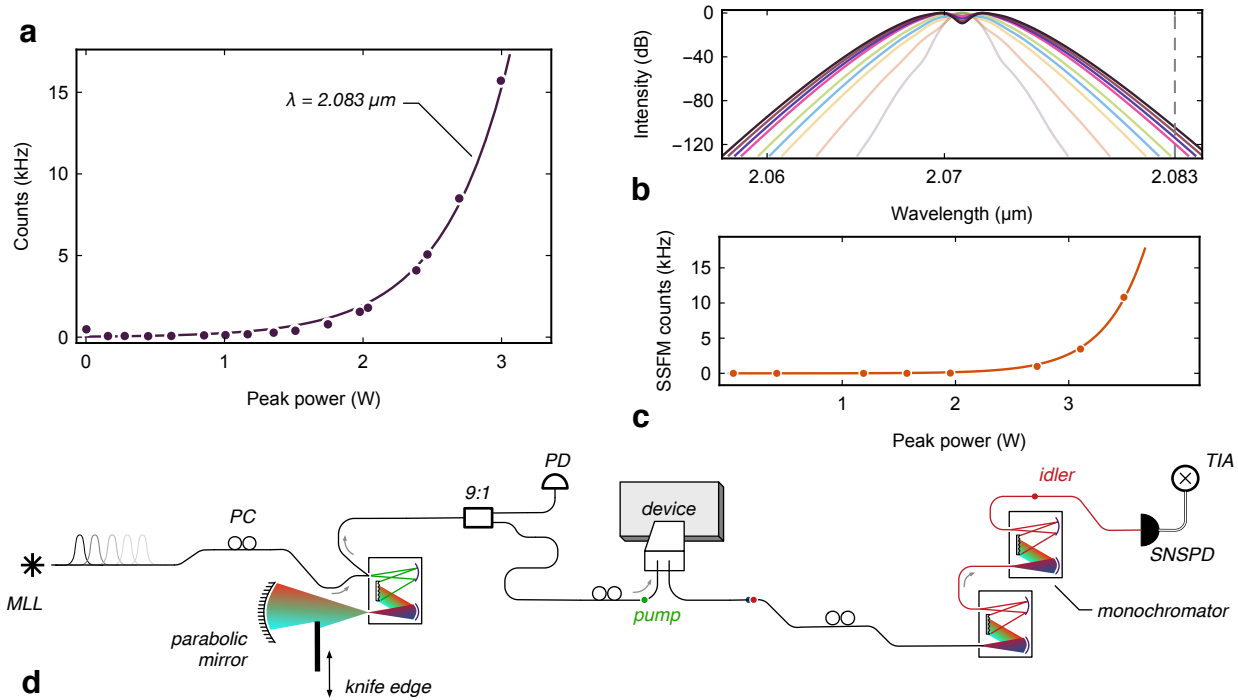 a
Counts (kHz)
15
10
5
0
λ = 2.083 µm
0
1
2
3
Peak power (W)
Intensity (dB)
0
−40
−80
−120
2.06
2.07
2.083
b
Wavelength (µm)
SSFM counts (kHz)
15
10
5
0
1
2
3
c
Peak power (W)
MLL
PC
parabolic
mirror
knife edge
9:1
PD
device
pump
idler
TIA
SNSPD
monochromator
d